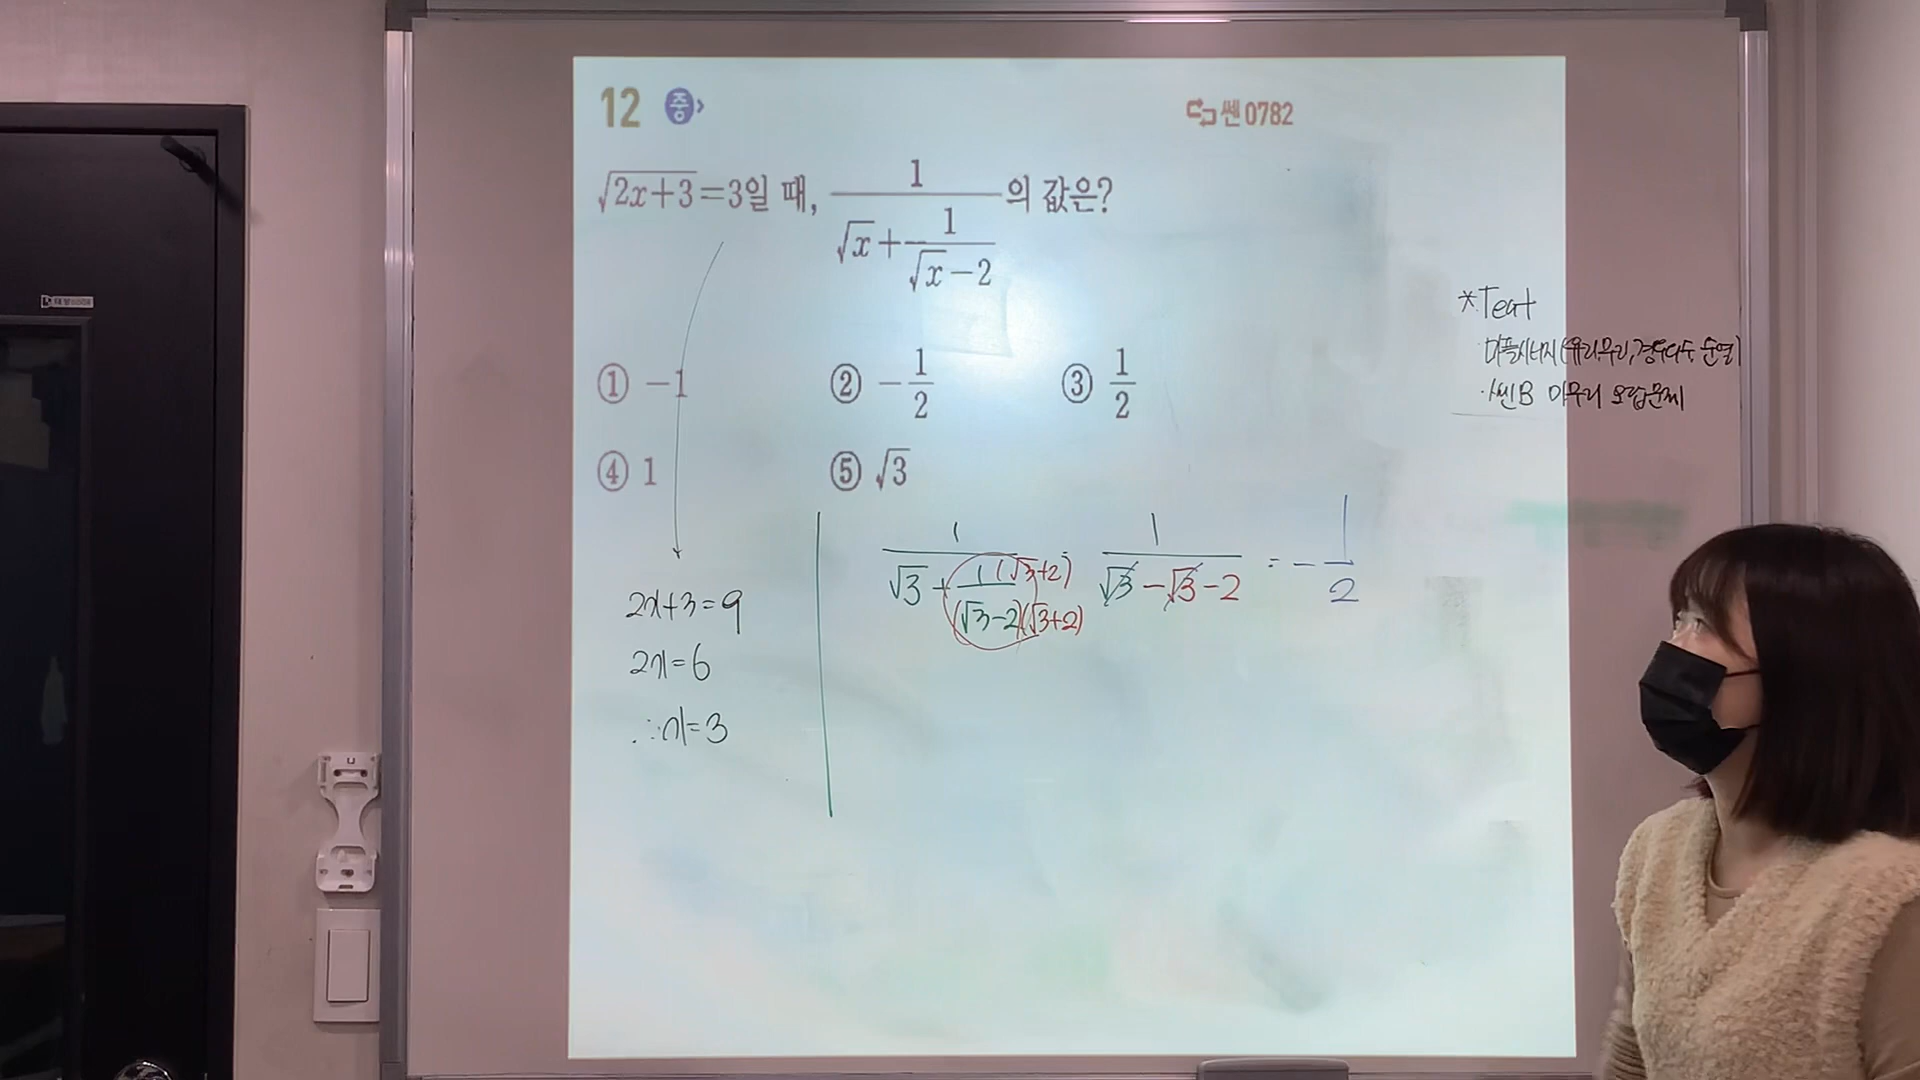 12 중 쎈 0782
√2x+3=3일 때, 1/(√x+1/(√x-2))의 값은?
① -1 ② -1/2 ③ 1/2
④ 1 ⑤ √3
2x+3=9
2x=6
∴x=3
1/(√3+1(√3+2)/(√3-2)(√3+2)) = 1/(√3-√3-2) = -1/2
*Test
·쎈B 마무리 오답문제